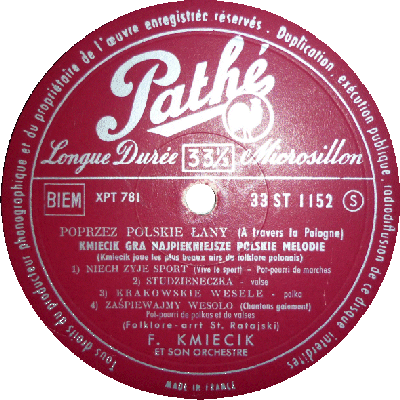 Tous droits du producteur phonographique et du propriétaire de l'œuvre enregistrée réservés. Duplication, exécution publique, radiodiffusion de ce disque interdites
Pathé
Longue Durée 33⅓ Microsillon
BIEM XPT 781 33 ST 1152 S
POPRZEZ POLSKIE ŁANY (A travers la Pologne)
KMIECIK GRA NAJPIEKNIEJSZE POLSKIE MELODIE
(Kmiecik joue les plus beaux airs du folklore polonais)
1) NIECH ZYJE SPORT (Vive le sport) - Pot-pourri de marches
2) STUDZIENECZKA - valse
3) KRAKOWSKIE WESELE - polka
4) ZAŚPIEWAJMY WESOLO (Chantons gaiement)
Pot-pourri de polkas et de valses
(Folklore - arrt St. Ratajski)
F. KMIECIK
ET SON ORCHESTRE
MADE IN FRANCE